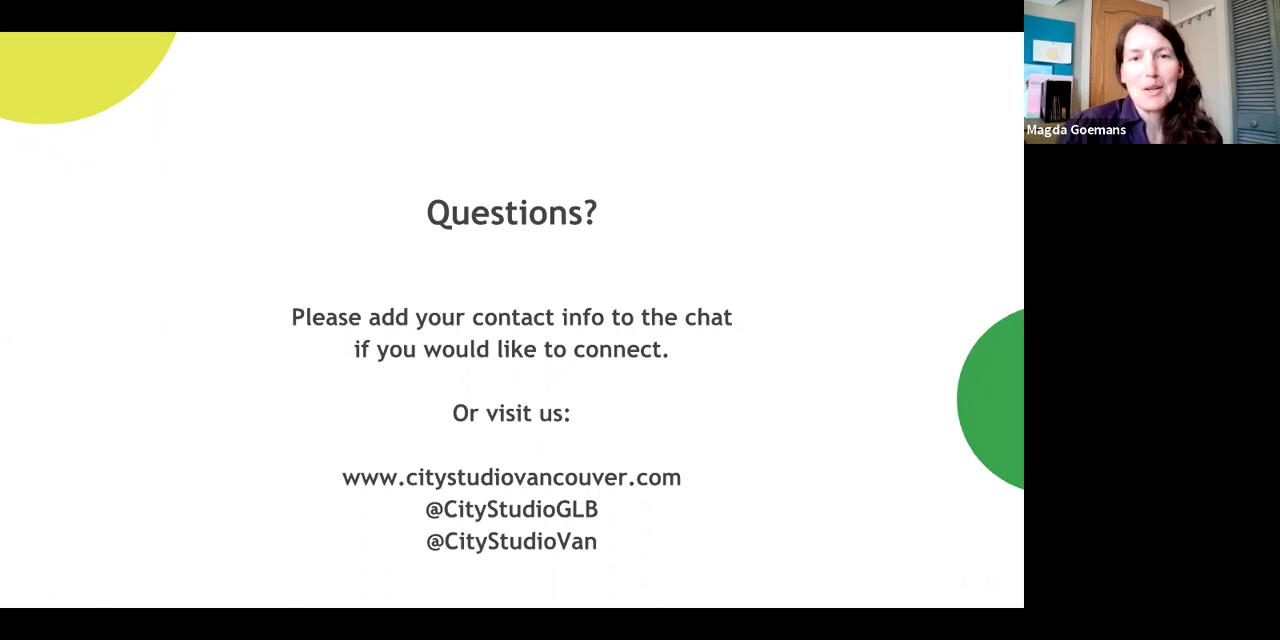 Questions?
Please add your contact info to the chat
if you would like to connect.
Or visit us:
www.citystudiovancouver.com
@CityStudioGLB
@CityStudioVan
Magda Goemans